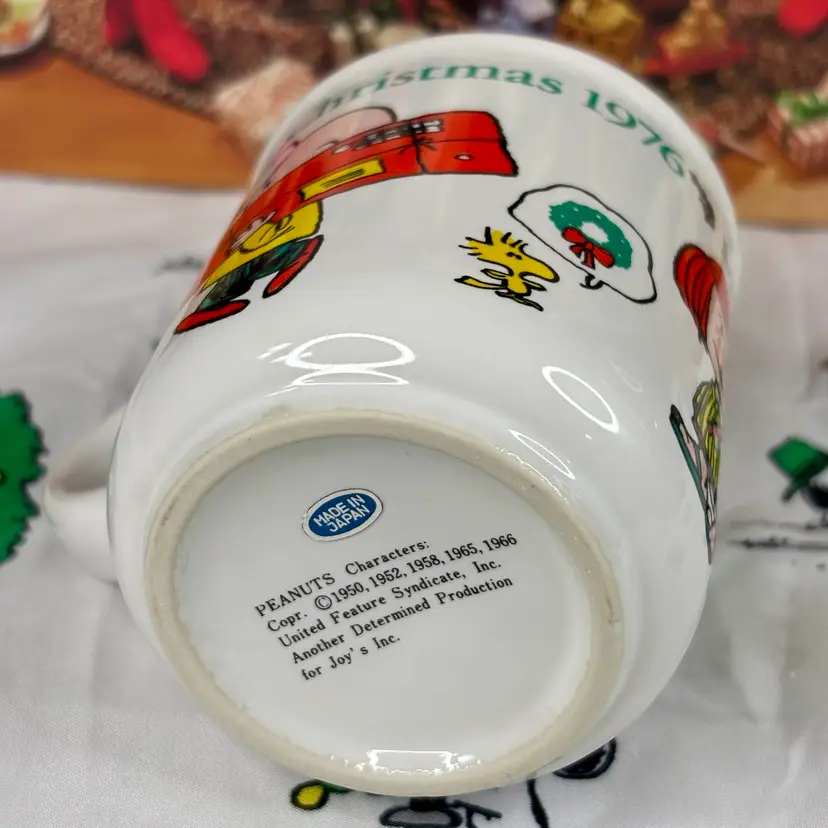 hristmas 1976
MADE IN
JAPAN
PEANUTS Characters:
Copr. ©1950, 1952, 1958, 1965, 1966
United Feature Syndicate, Inc.
Another Determined Production
for Joy's Inc.